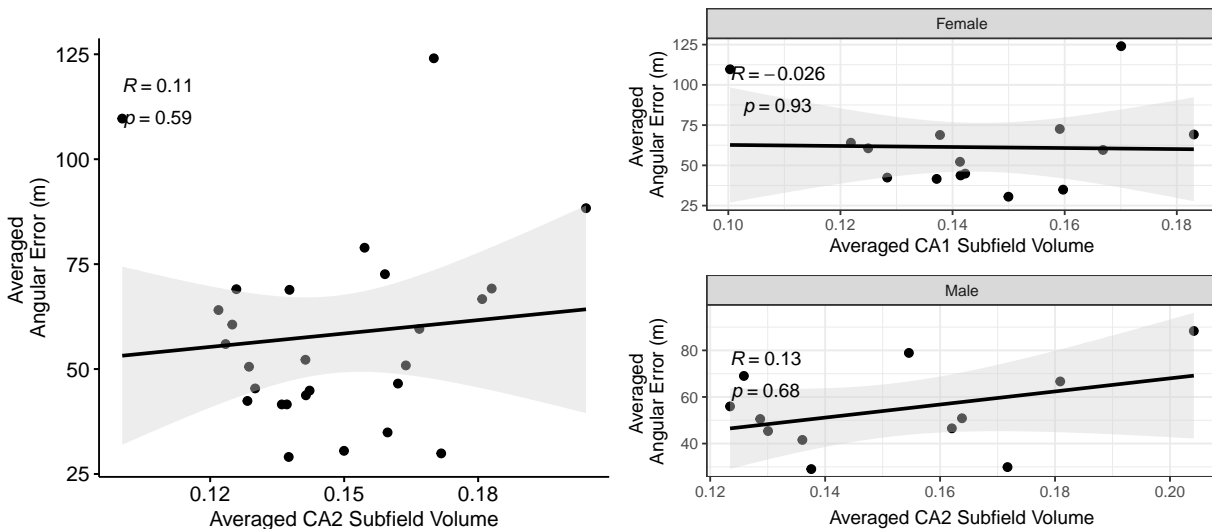 Averaged
Angular Error (m)
125
100
75
50
25
R = 0.11
p = 0.59
0.12
0.15
0.18
Averaged CA2 Subfield Volume
Female
Averaged
Angular Error (m)
125
100
75
50
25
R = −0.026
p = 0.93
0.10
0.12
0.14
0.16
0.18
Averaged CA1 Subfield Volume
Male
Averaged
Angular Error (m)
80
60
40
R = 0.13
p = 0.68
0.12
0.14
0.16
0.18
0.20
Averaged CA2 Subfield Volume